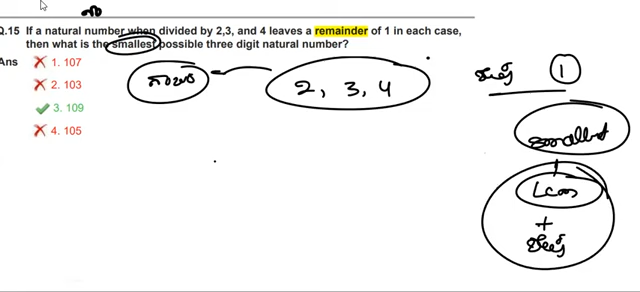 Q.15 If a natural number when divided by 2,3, and 4 leaves a remainder of 1 in each case,
then what is the smallest possible three digit natural number?
Ans
1. 107
2. 103
3. 109
4. 105
2, 3, 4
1
smallest
Lcm
+